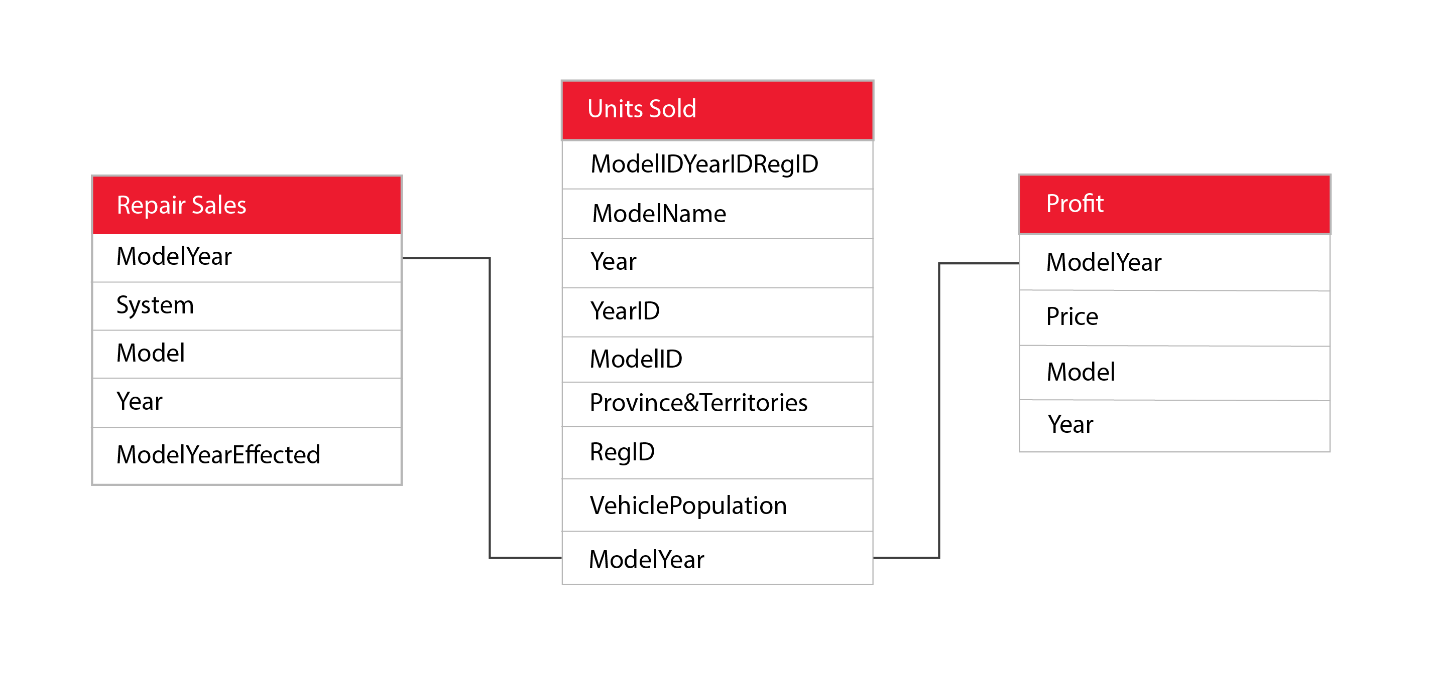 Repair Sales
ModelYear
System
Model
Year
ModelYearEffected
Units Sold
ModelIDYearIDRegID
ModelName
Year
YearID
ModelID
Province&Territories
RegID
VehiclePopulation
ModelYear
Profit
ModelYear
Price
Model
Year